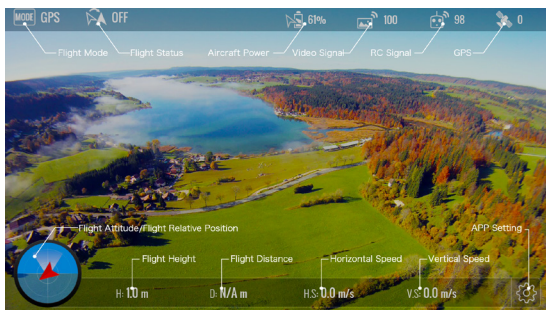 MODE GPS OFF 61% 100 98 0
Flight Mode Flight Status Aircraft Power Video Signal RC Signal GPS
Flight Attitude/Flight Relative Position APP Setting
Flight Height Flight Distance Horizontal Speed Vertical Speed
H: 1.0 m D: N/A m H.S: 0.0 m/s V.S: 0.0 m/s